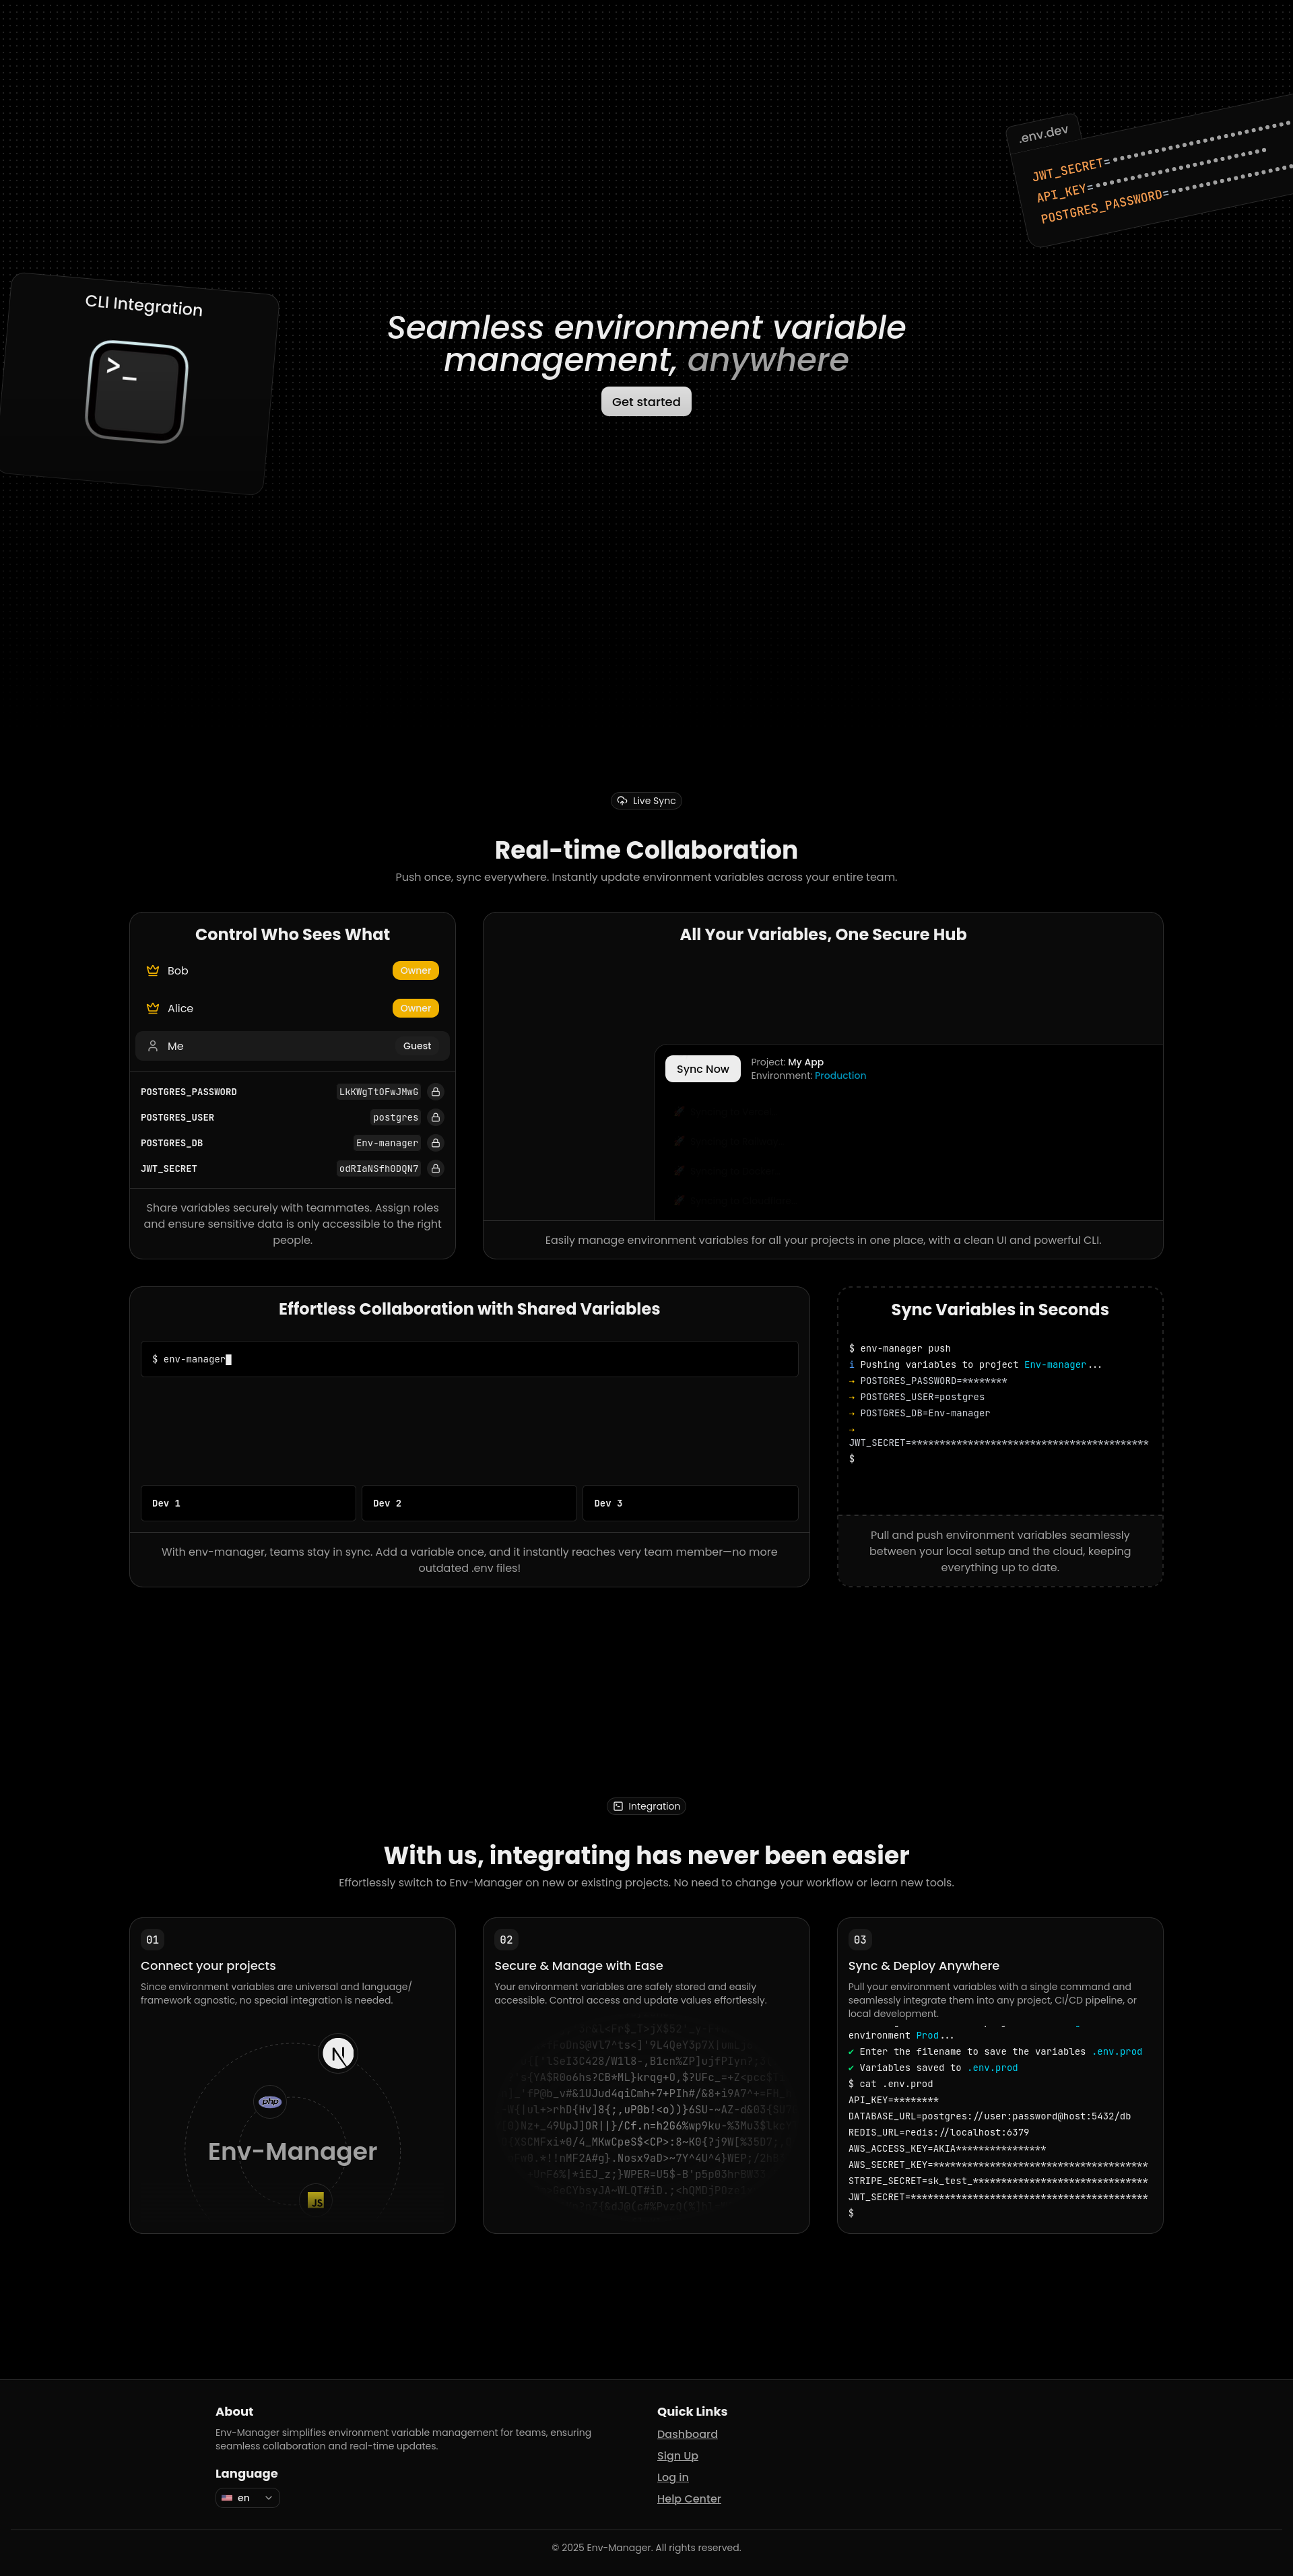 .env.dev
JWT_SECRET=••••••••••••••••••••••••••
API_KEY=•••••••••••••••••••••••••
POSTGRES_PASSWORD=••••••••••••••••••
CLI Integration
>_
Seamless environment variable
management, anywhere
Get started
Live Sync
Real-time Collaboration
Push once, sync everywhere. Instantly update environment variables across your entire team.
Control Who Sees What
Bob Owner
Alice Owner
Me Guest
POSTGRES_PASSWORD LkKWgTtOFwJMwG
POSTGRES_USER postgres
POSTGRES_DB Env-manager
JWT_SECRET odRIaNSfh0DQN7
Share variables securely with teammates. Assign roles
and ensure sensitive data is only accessible to the right
people.
All Your Variables, One Secure Hub
Sync Now
Project: My App
Environment: Production
Easily manage environment variables for all your projects in one place, with a clean UI and powerful CLI.
Effortless Collaboration with Shared Variables
$ env-manager
Dev 1
Dev 2
Dev 3
With env-manager, teams stay in sync. Add a variable once, and it instantly reaches very team member—no more
outdated .env files!
Sync Variables in Seconds
$ env-manager push
i Pushing variables to project Env-manager...
→ POSTGRES_PASSWORD=********
→ POSTGRES_USER=postgres
→ POSTGRES_DB=Env-manager
→
JWT_SECRET=******************************************
$
Pull and push environment variables seamlessly
between your local setup and the cloud, keeping
everything up to date.
Integration
With us, integrating has never been easier
Effortlessly switch to Env-Manager on new or existing projects. No need to change your workflow or learn new tools.
01
Connect your projects
Since environment variables are universal and language/
framework agnostic, no special integration is needed.
N
php
Env-Manager
JS
02
Secure & Manage with Ease
Your environment variables are safely stored and easily
accessible. Control access and update values effortlessly.
03
Sync & Deploy Anywhere
Pull your environment variables with a single command and
seamlessly integrate them into any project, CI/CD pipeline, or
local development.
environment Prod...
✔ Enter the filename to save the variables .env.prod
✔ Variables saved to .env.prod
$ cat .env.prod
API_KEY=********
DATABASE_URL=postgres://user:password@host:5432/db
REDIS_URL=redis://localhost:6379
AWS_ACCESS_KEY=AKIA****************
AWS_SECRET_KEY=**************************************
STRIPE_SECRET=sk_test_*******************************
JWT_SECRET=******************************************
$
About
Env-Manager simplifies environment variable management for teams, ensuring
seamless collaboration and real-time updates.
Language
en
Quick Links
Dashboard
Sign Up
Log in
Help Center
© 2025 Env-Manager. All rights reserved.